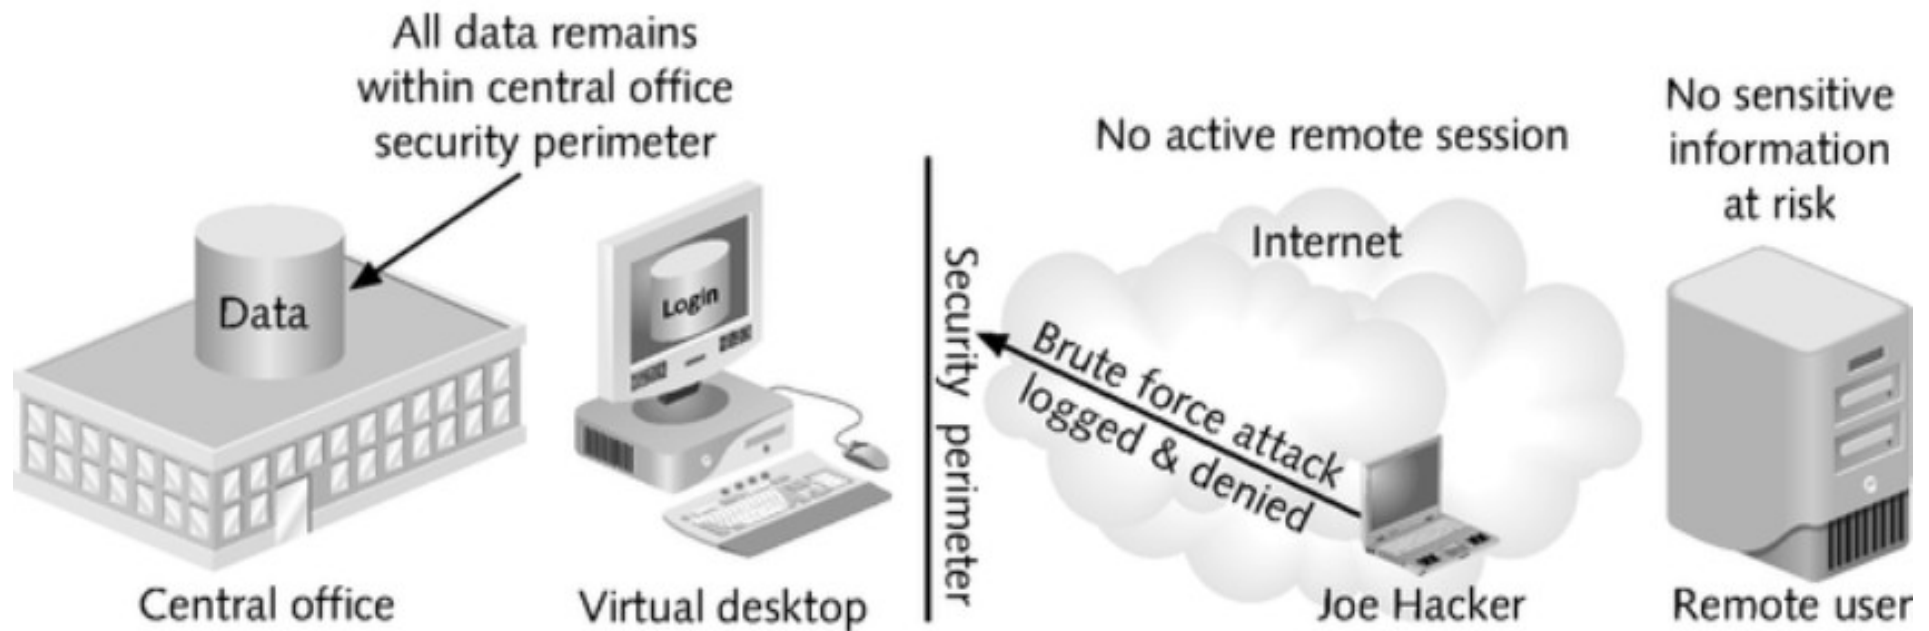 All data remains
within central office
security perimeter
No sensitive
information
at risk
No active remote session
Internet
Data
Login
Security perimeter
Brute force attack
logged & denied
Central office
Virtual desktop
Joe Hacker
Remote user